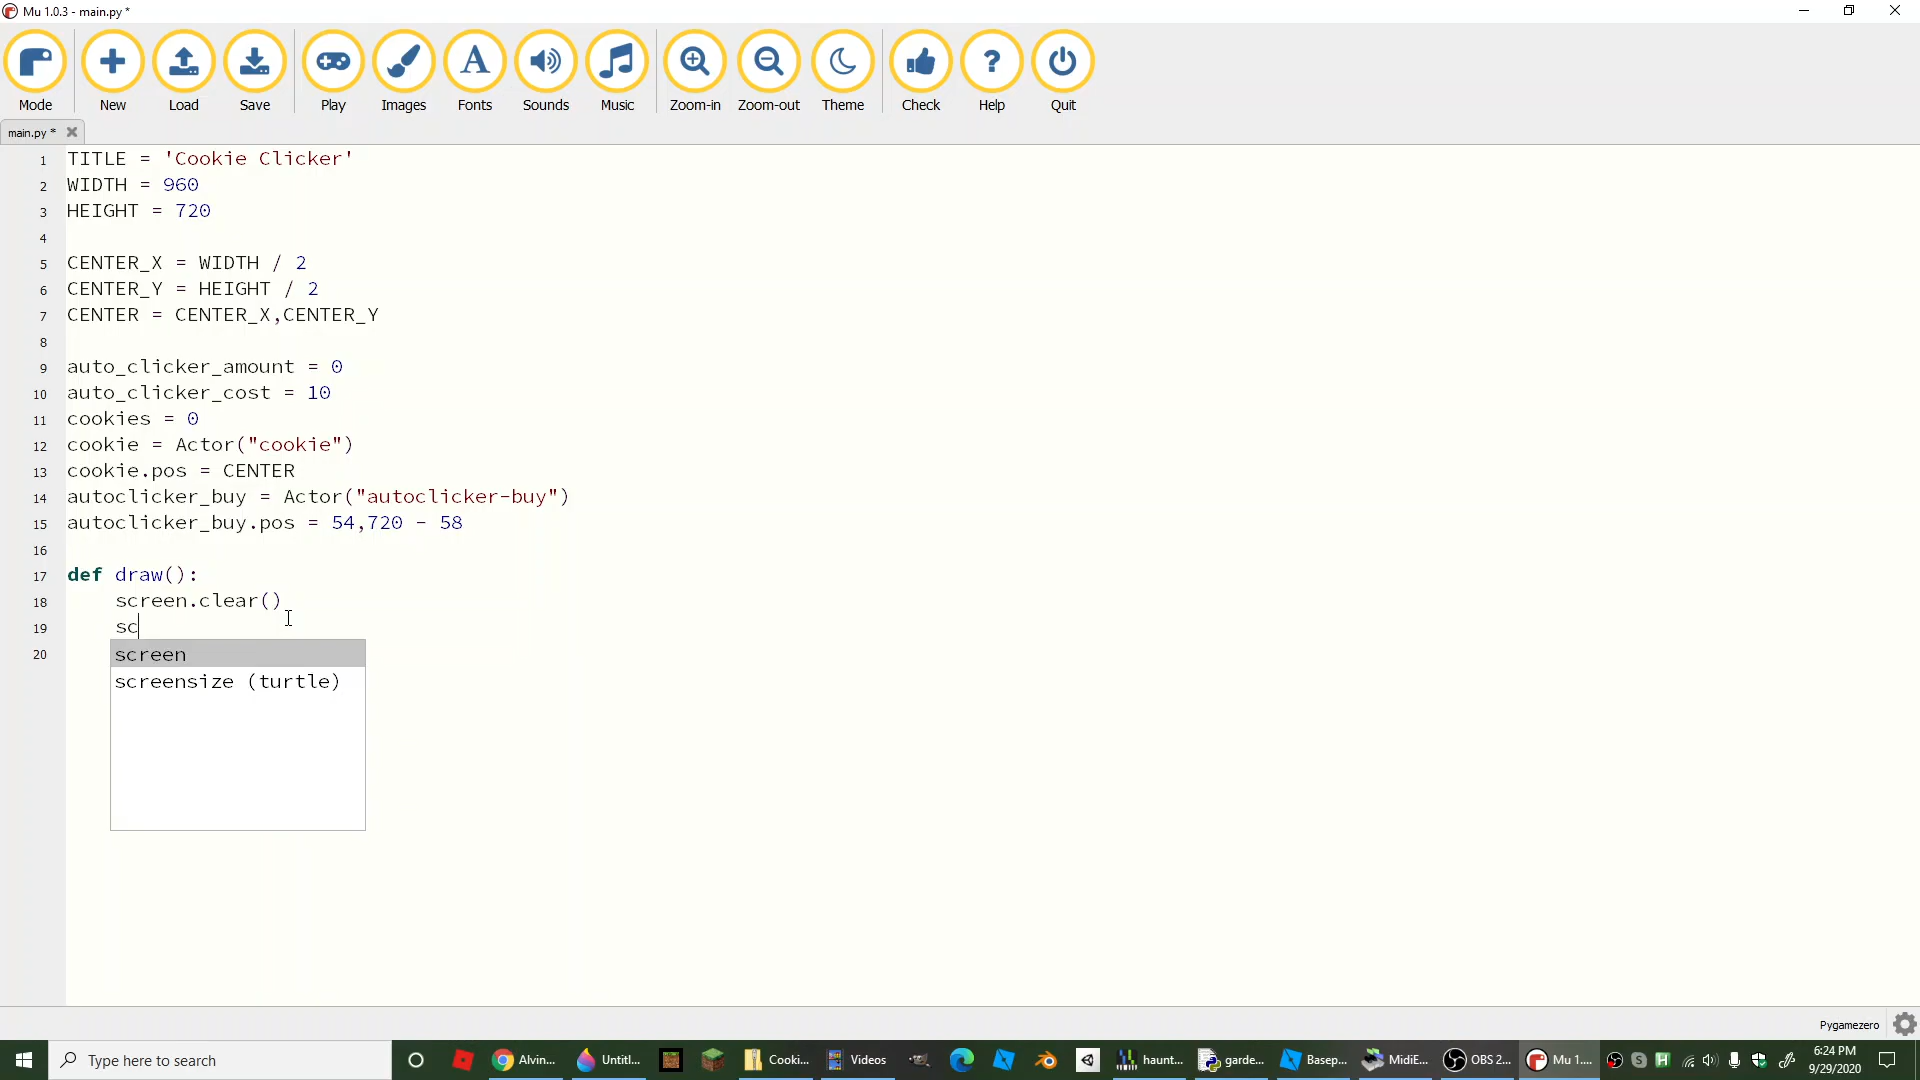 Mu 1.0.3 - main.py *
Mode New Load Save Play Images Fonts Sounds Music Zoom-in Zoom-out Theme Check Help Quit
main.py *
1 TITLE = 'Cookie Clicker'
2 WIDTH = 960
3 HEIGHT = 720
4
5 CENTER_X = WIDTH / 2
6 CENTER_Y = HEIGHT / 2
7 CENTER = CENTER_X,CENTER_Y
8
9 auto_clicker_amount = 0
10 auto_clicker_cost = 10
11 cookies = 0
12 cookie = Actor("cookie")
13 cookie.pos = CENTER
14 autoclicker_buy = Actor("autoclicker-buy")
15 autoclicker_buy.pos = 54,720 - 58
16
17 def draw():
18 screen.clear()
19 sc
20
screen
screensize (turtle)
Pygamezero
Type here to search
Alvin... Untitl... Cooki... Videos haunt... garde... Basep... MidiE... OBS 2... Mu 1....
6:24 PM
9/29/2020